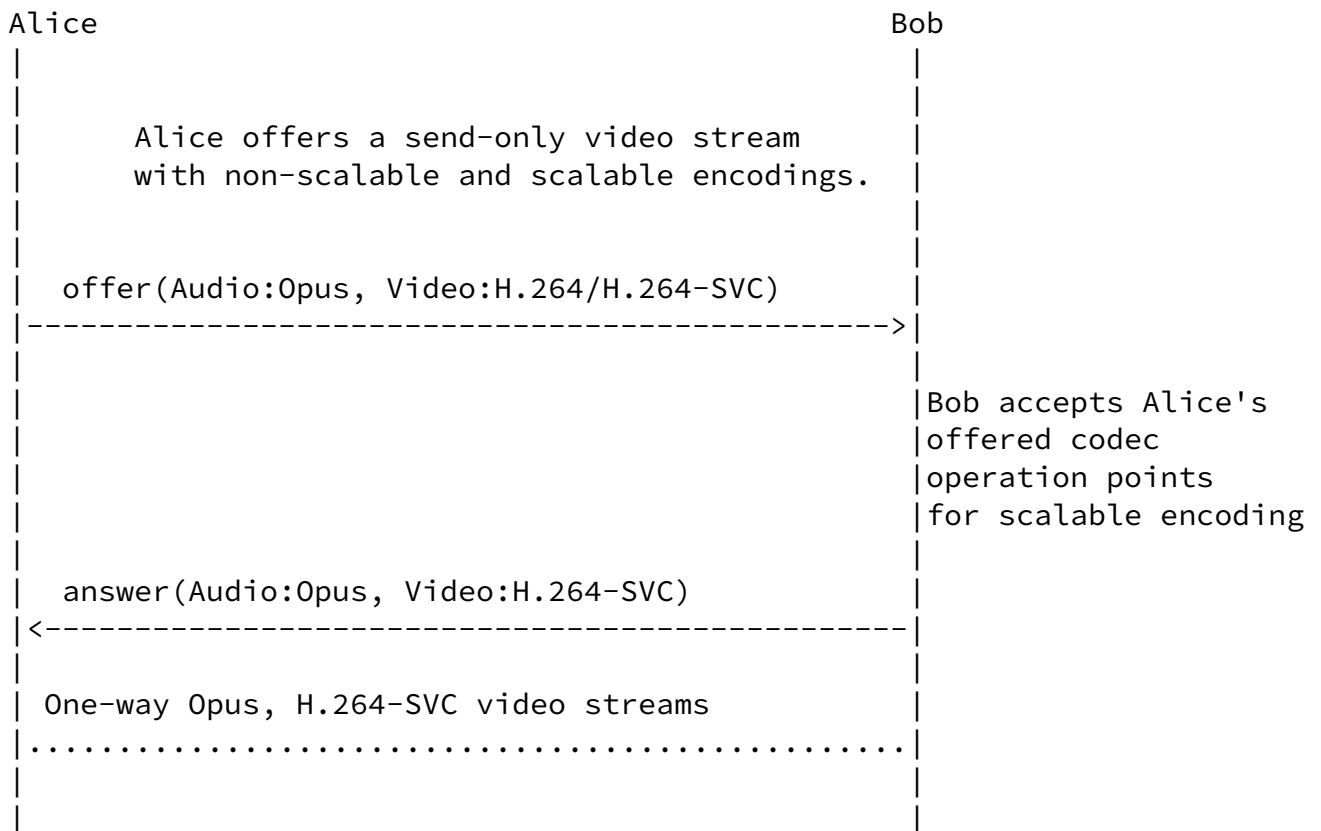 Alice Bob
Alice offers a send-only video stream
with non-scalable and scalable encodings.
offer(Audio:Opus, Video:H.264/H.264-SVC)
Bob accepts Alice's
offered codec
operation points
for scalable encoding
answer(Audio:Opus, Video:H.264-SVC)
One-way Opus, H.264-SVC video streams